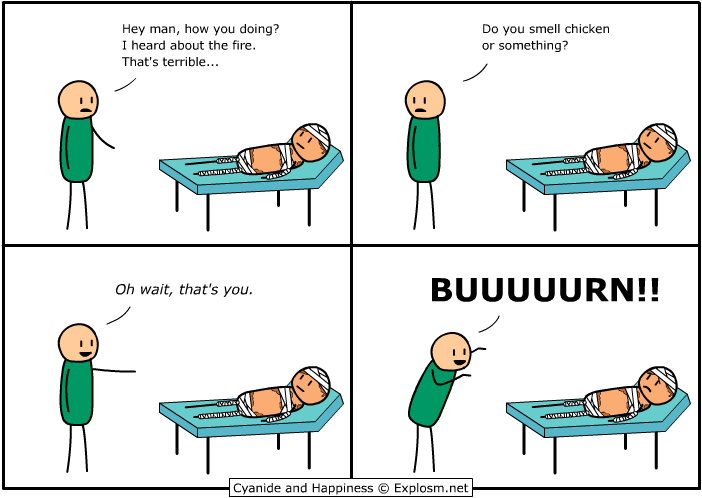 Hey man, how you doing?
I heard about the fire.
That's terrible...
Do you smell chicken
or something?
Oh wait, that's you.
BUUUUURN!!
Cyanide and Happiness © Explosm.net